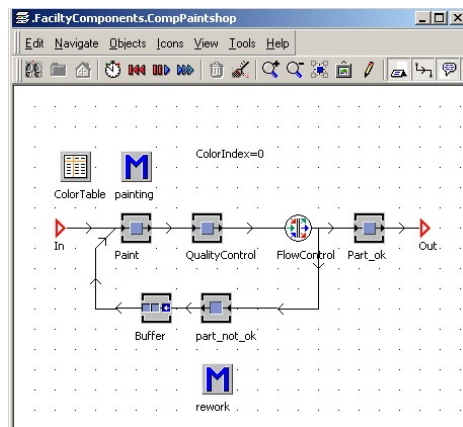 .FaciltyComponents.CompPaintshop
Edit Navigate Objects Icons View Tools Help
ColorIndex=0
ColorTable painting
In Paint QualityControl FlowControl Part_ok Out
Buffer part_not_ok
rework